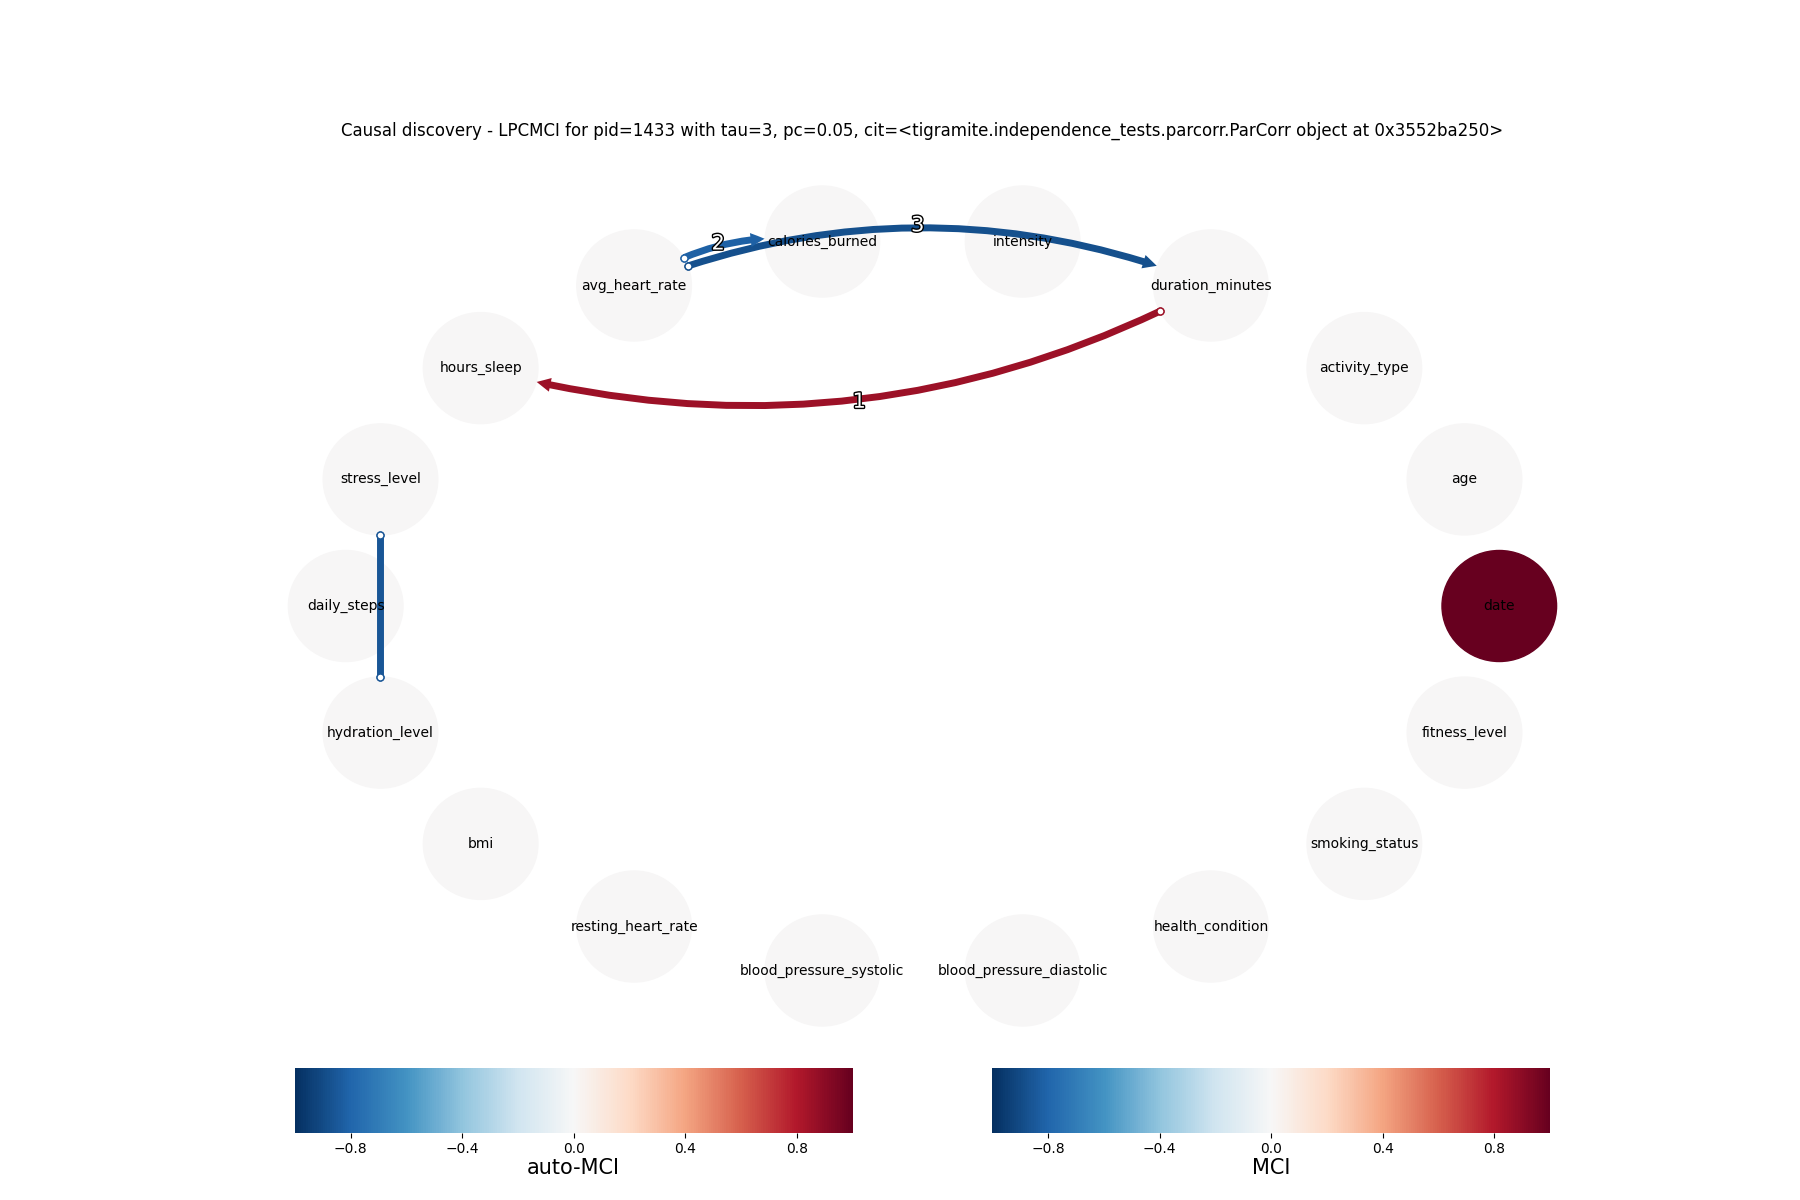 Causal discovery - LPCMCI for pid=1433 with tau=3, pc=0.05, cit=<tigramite.independence_tests.parcorr.ParCorr object at 0x3552ba250>
2
3
calories_burned
intensity
avg_heart_rate
duration_minutes
hours_sleep
activity_type
1
stress_level
age
daily_steps
date
hydration_level
fitness_level
bmi
smoking_status
resting_heart_rate
health_condition
blood_pressure_systolic
blood_pressure_diastolic
−0.8 −0.4 0.0 0.4 0.8
auto-MCI
−0.8 −0.4 0.0 0.4 0.8
MCI